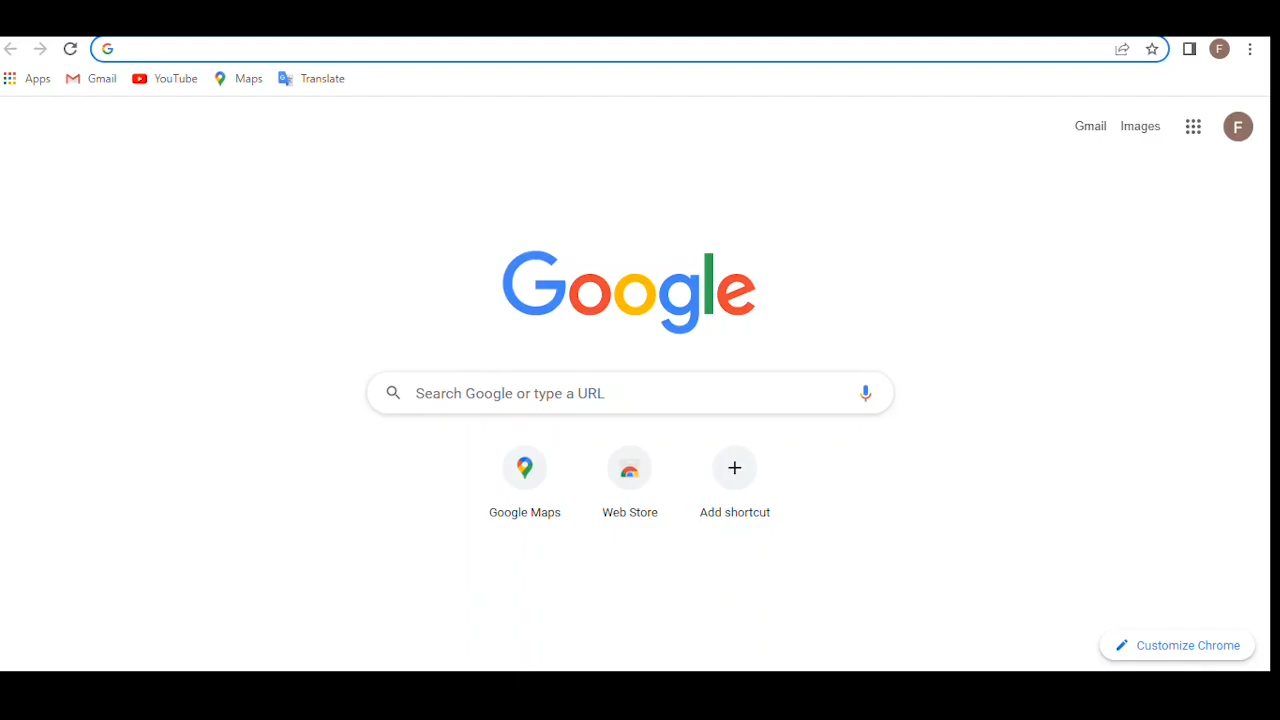 Apps Gmail YouTube Maps Translate
Gmail Images F
Google
Search Google or type a URL
Google Maps Web Store Add shortcut
Customize Chrome